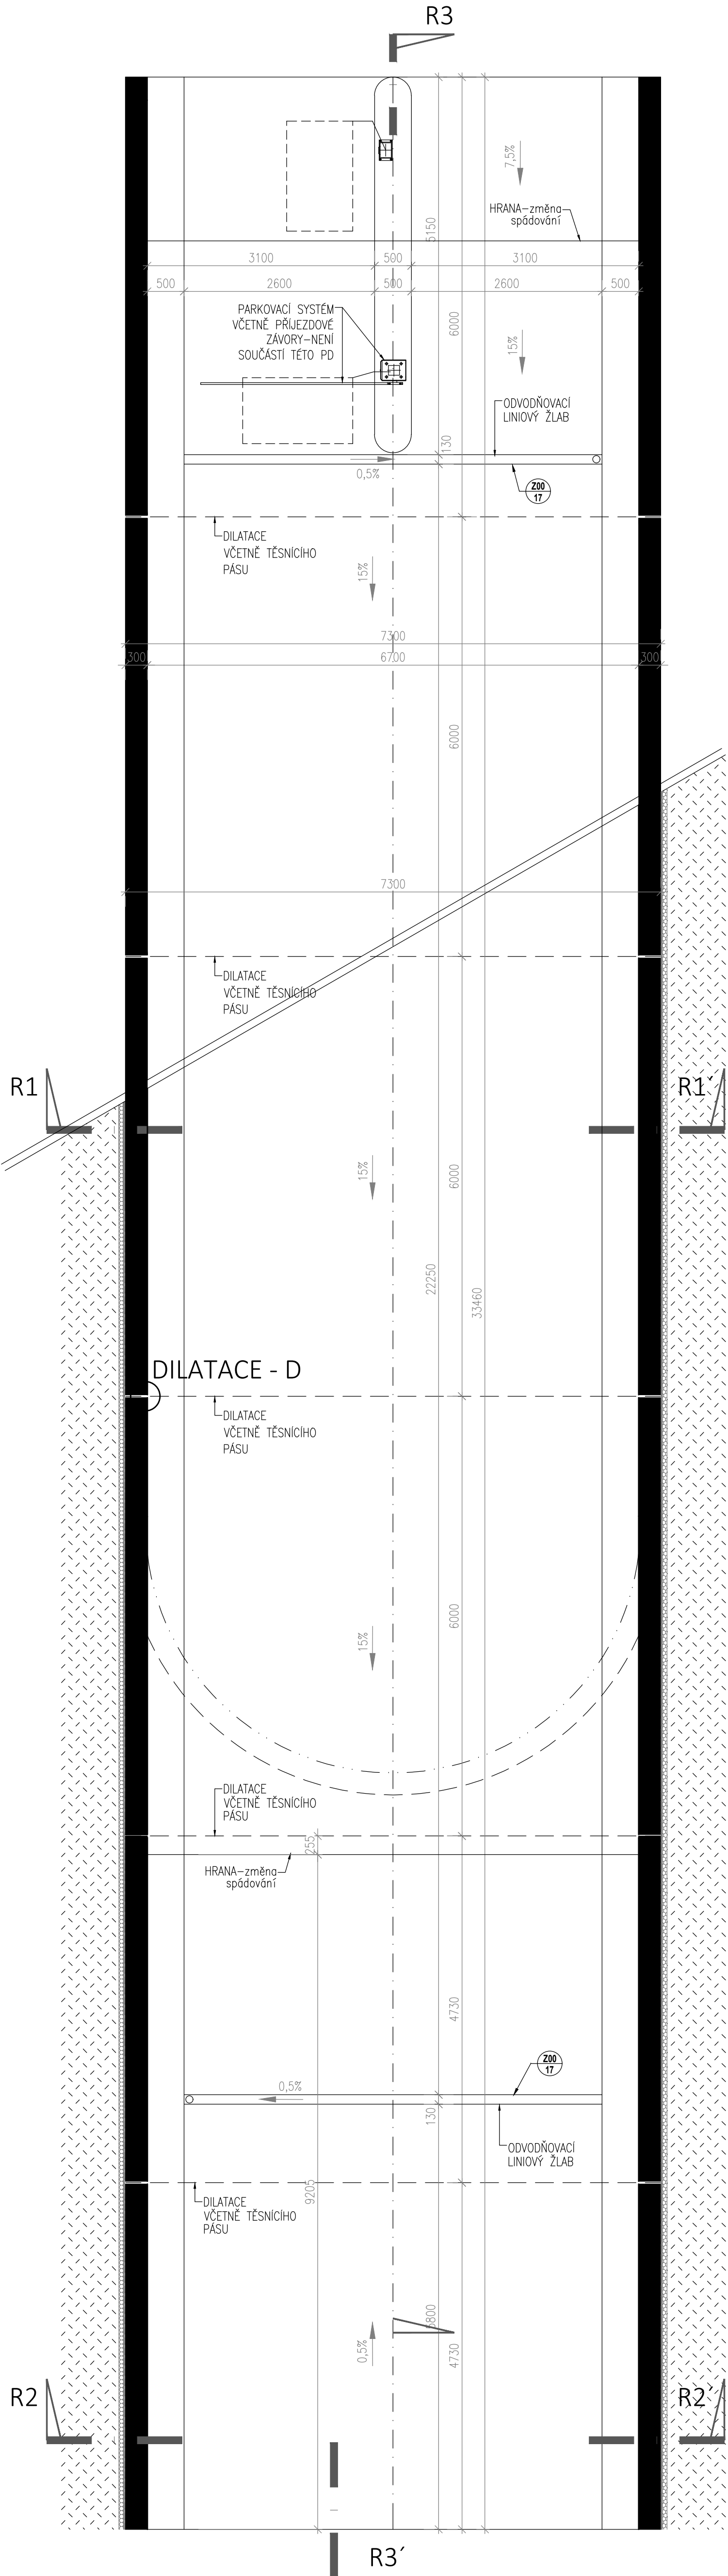 R3
7,5%
HRANA-změna
spádování
5150
3100
500
3100
500
2600
500
2600
500
PARKOVACÍ SYSTÉM
VČETNĚ PŘÍJEZDOVÉ
ZÁVORY-NENÍ
SOUČÁSTÍ TÉTO PD
6000
15%
ODVODŇOVACÍ
LINIOVÝ ŽLAB
130
0,5%
Z00
17
DILATACE
VČETNĚ TĚSNÍCÍHO
PÁSU
15%
7300
300
6700
300
6000
7300
DILATACE
VČETNĚ TĚSNÍCÍHO
PÁSU
R1
R1´
15%
6000
22250
33460
DILATACE - D
DILATACE
VČETNĚ TĚSNÍCÍHO
PÁSU
6000
15%
DILATACE
VČETNĚ TĚSNÍCÍHO
PÁSU
255
HRANA-změna
spádování
4730
Z00
17
0,5%
130
ODVODŇOVACÍ
LINIOVÝ ŽLAB
9205
DILATACE
VČETNĚ TĚSNÍCÍHO
PÁSU
5800
0,5%
4730
R2
R2´
R3´